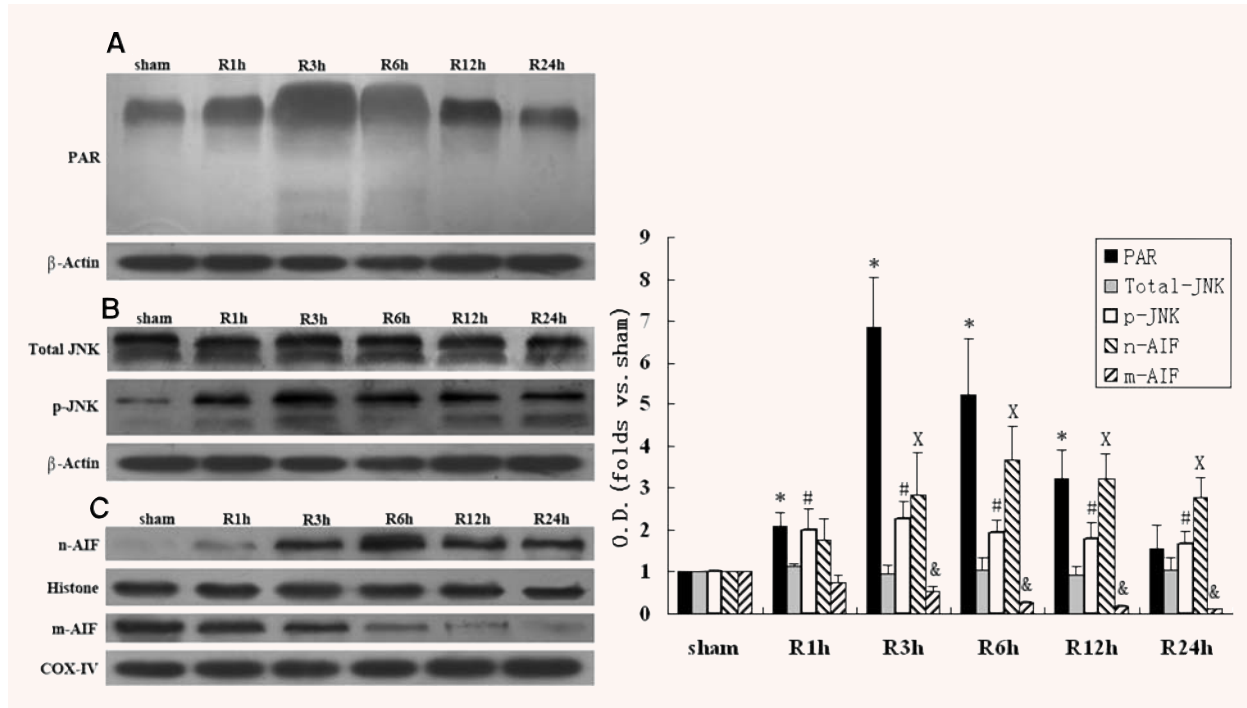 A
sham R1h R3h R6h R12h R24h
PAR
β-Actin
B
sham R1h R3h R6h R12h R24h
Total JNK
p-JNK
β-Actin
C
sham R1h R3h R6h R12h R24h
n-AIF
Histone
m-AIF
COX-IV
O.D. (folds vs. sham)
9
8
7
6
5
4
3
2
1
0
* # * # X & * # X & * # X & # X &
sham R1h R3h R6h R12h R24h
PAR
Total-JNK
p-JNK
n-AIF
m-AIF